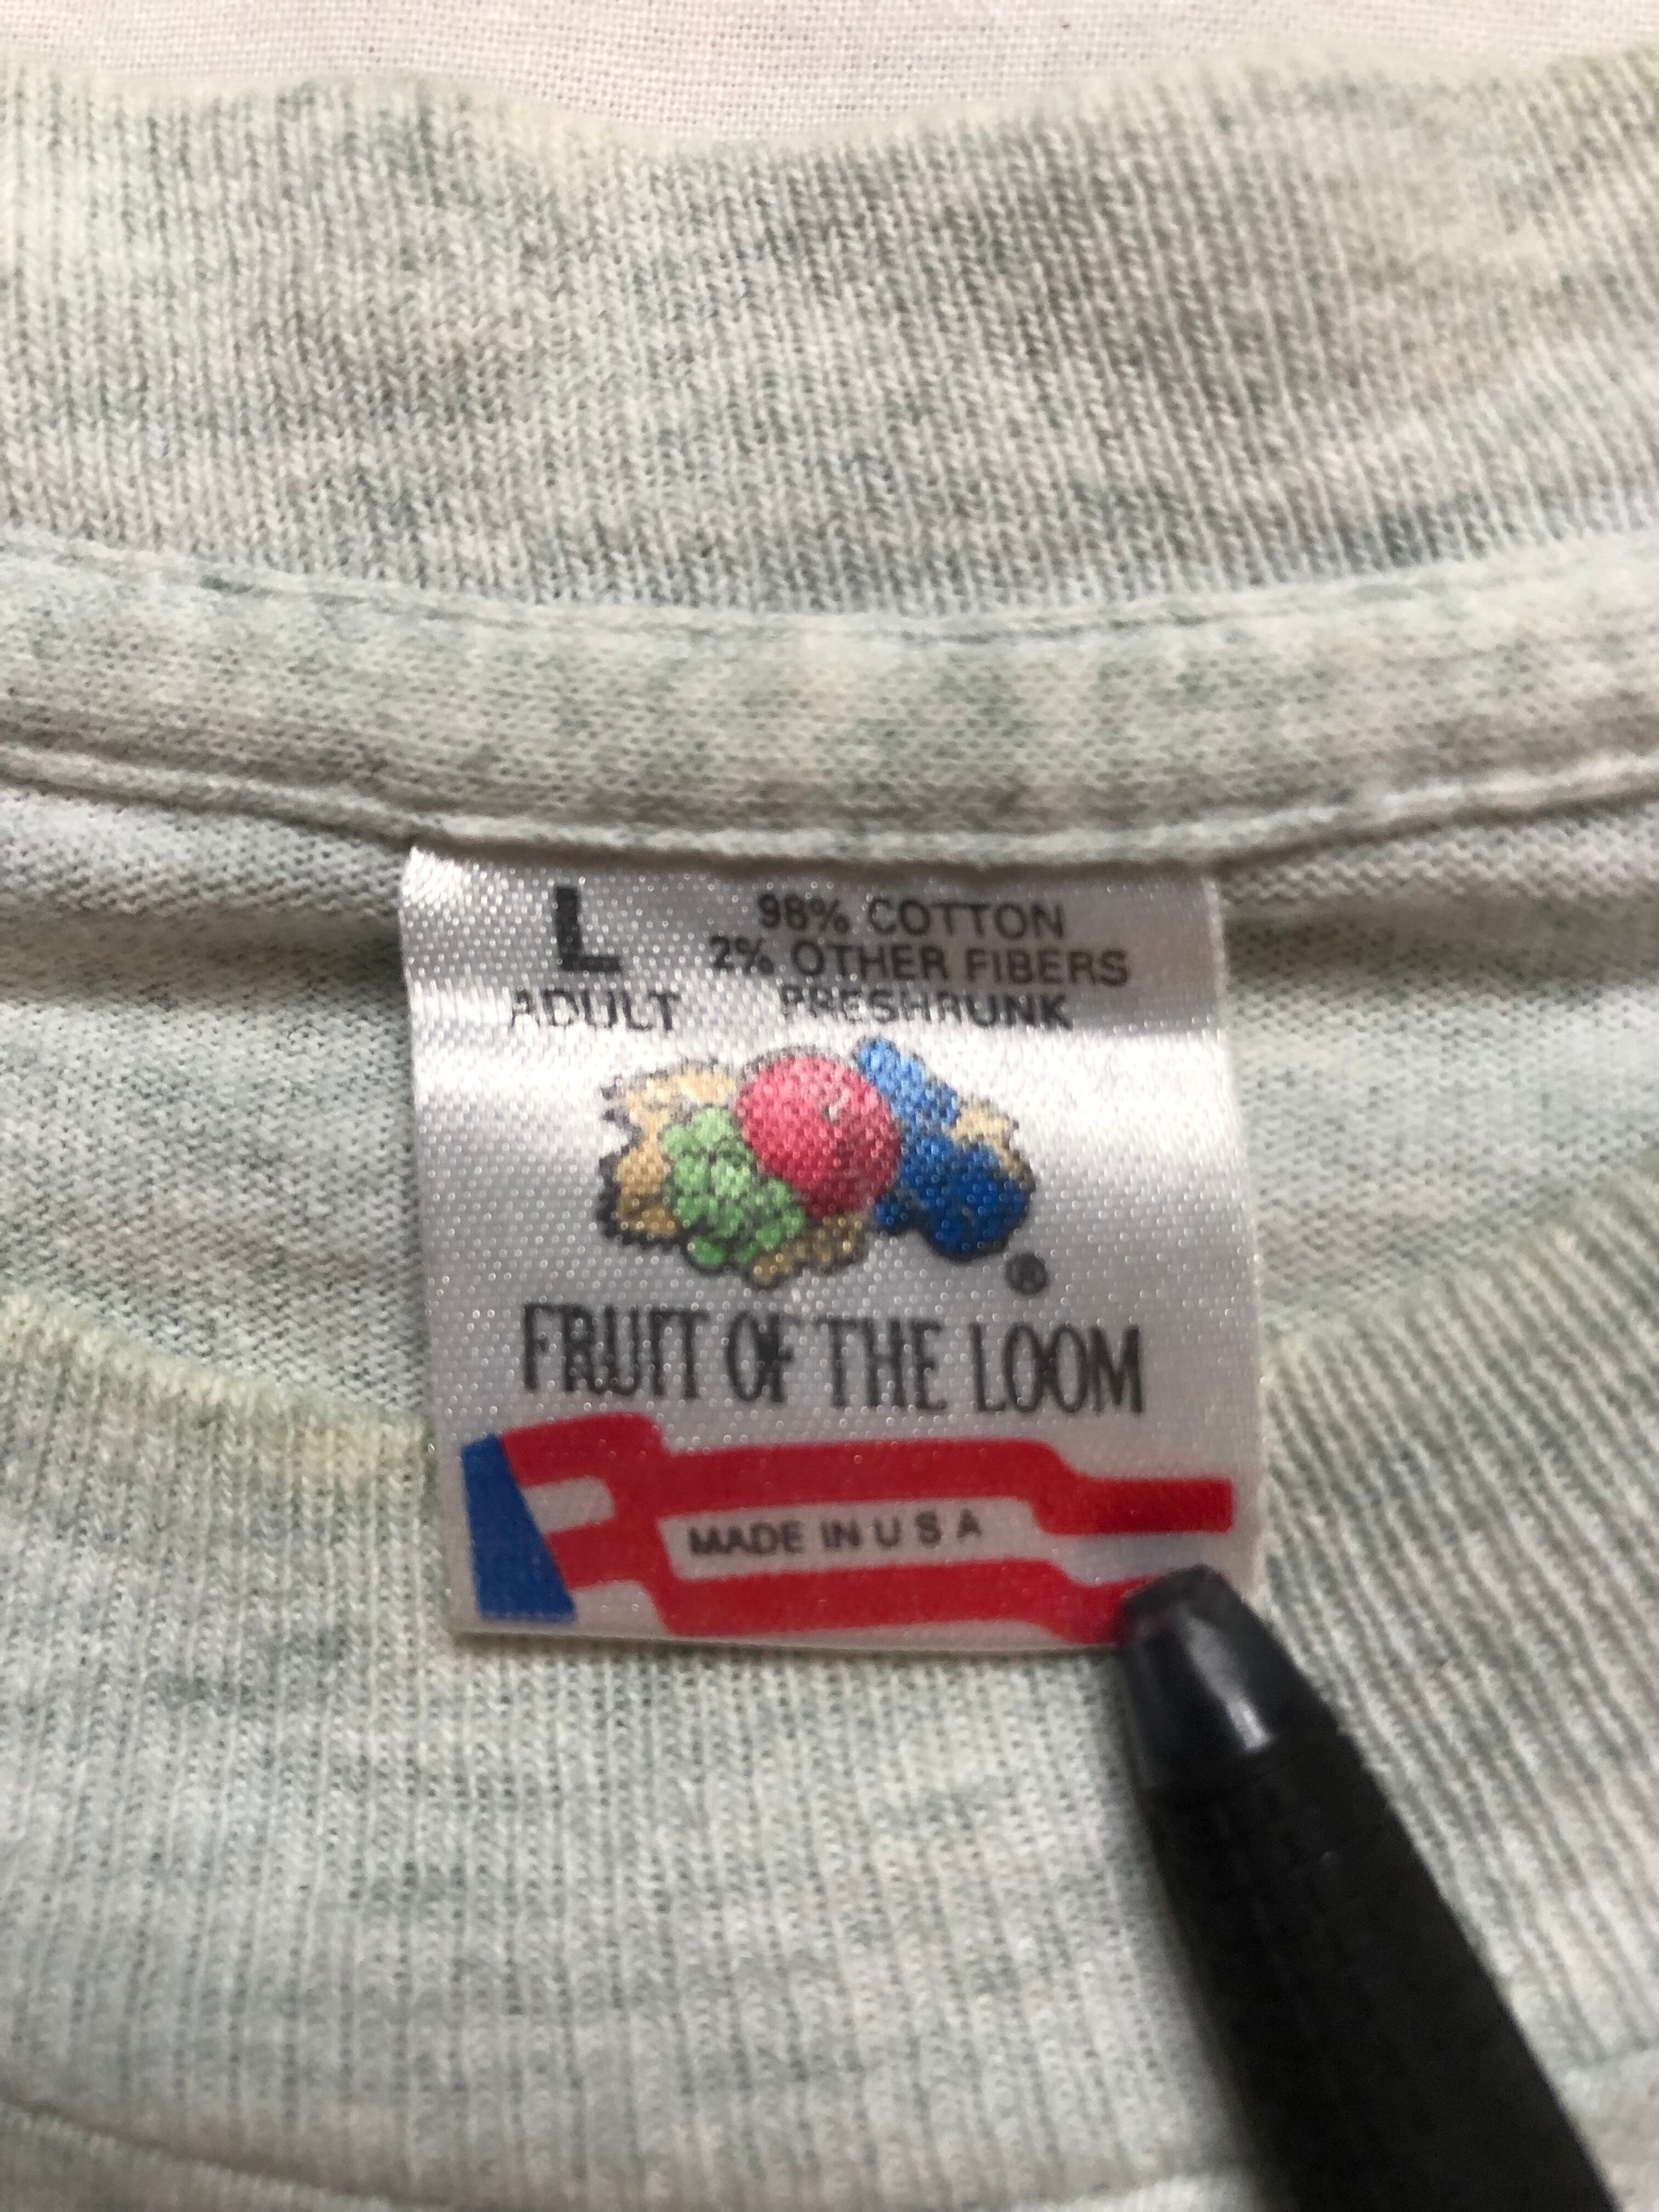 L
ADULT
98% COTTON
2% OTHER FIBERS
PRESHRUNK
®
FRUIT OF THE LOOM
MADE IN U S A